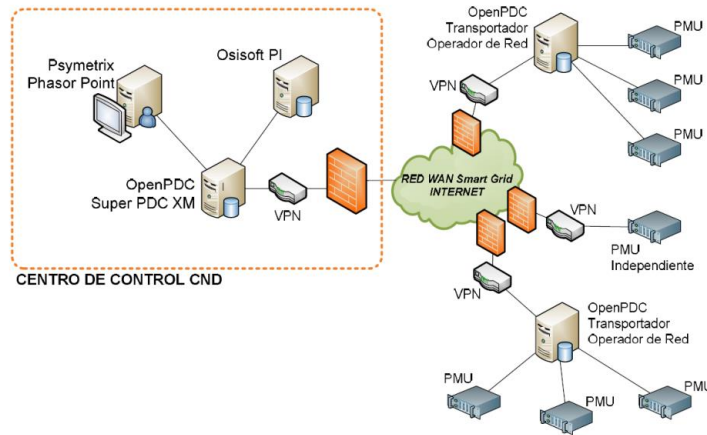 Psymetrix
Phasor Point
Osisoft PI
OpenPDC
Super PDC XM
VPN
CENTRO DE CONTROL CND
RED WAN Smart Grid
INTERNET
OpenPDC
Transportador
Operador de Red
VPN
PMU
PMU
PMU
VPN
PMU
Independiente
VPN
OpenPDC
Transportador
Operador de Red
PMU
PMU
PMU